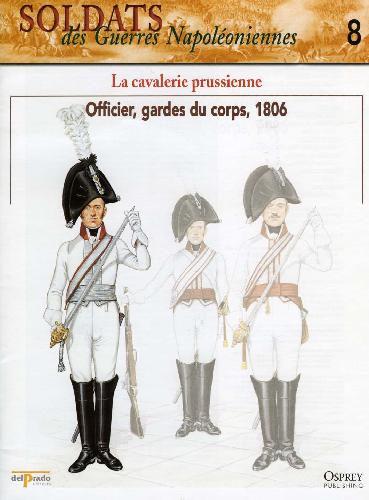 SOLDATS
des Guerres Napoléoniennes
8
La cavalerie prussienne
Officier, gardes du corps, 1806
delPrado
OSPREY
PUBLISHING